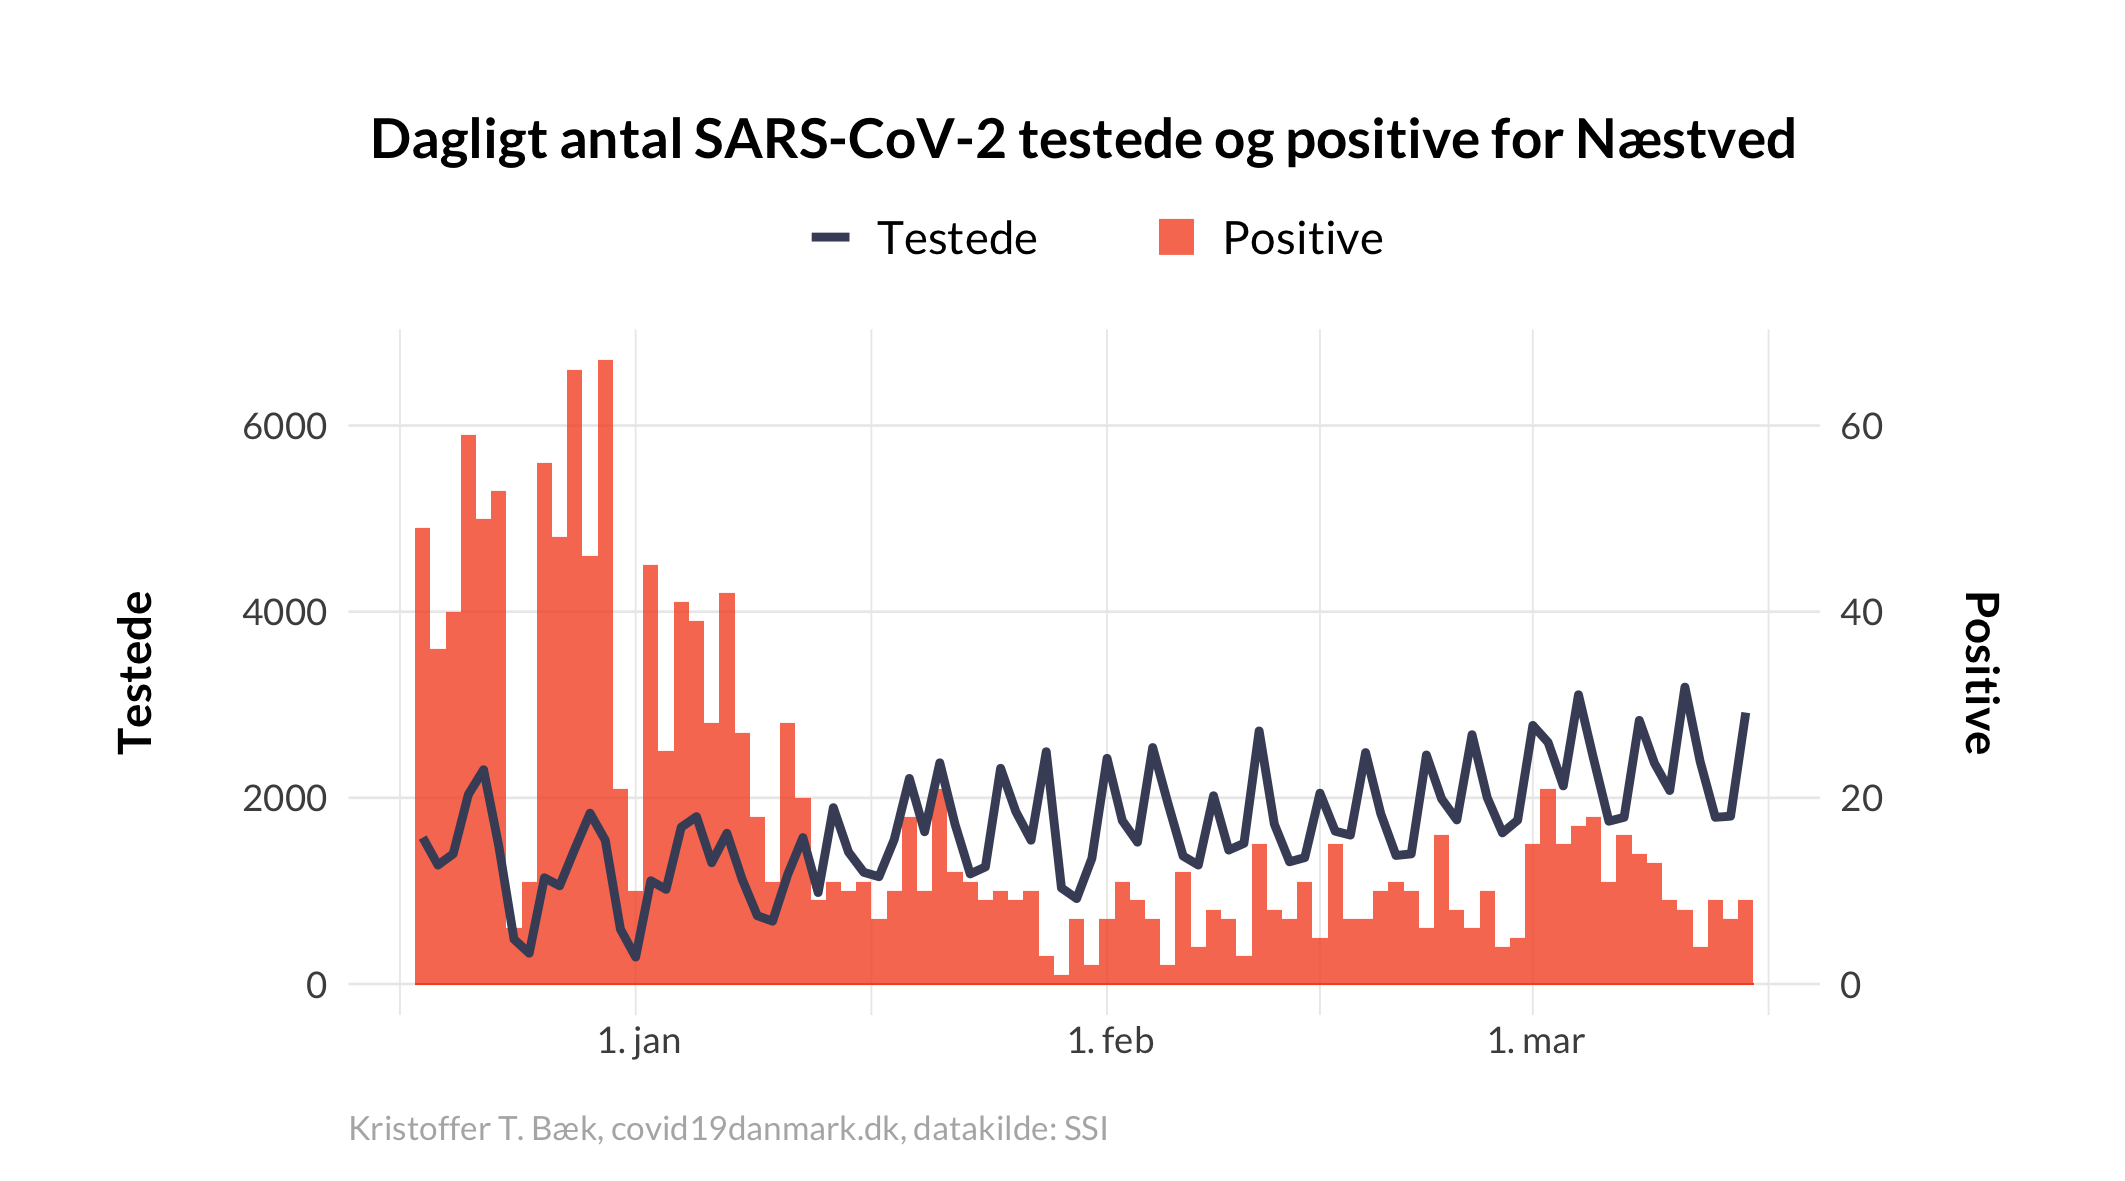 Dagligt antal SARS-CoV-2 testede og positive for Næstved
Testede Positive
6000 60
4000 40
2000 20
0 0
Testede
Positive
1. jan 1. feb 1. mar
Kristoffer T. Bæk, covid19danmark.dk, datakilde: SSI